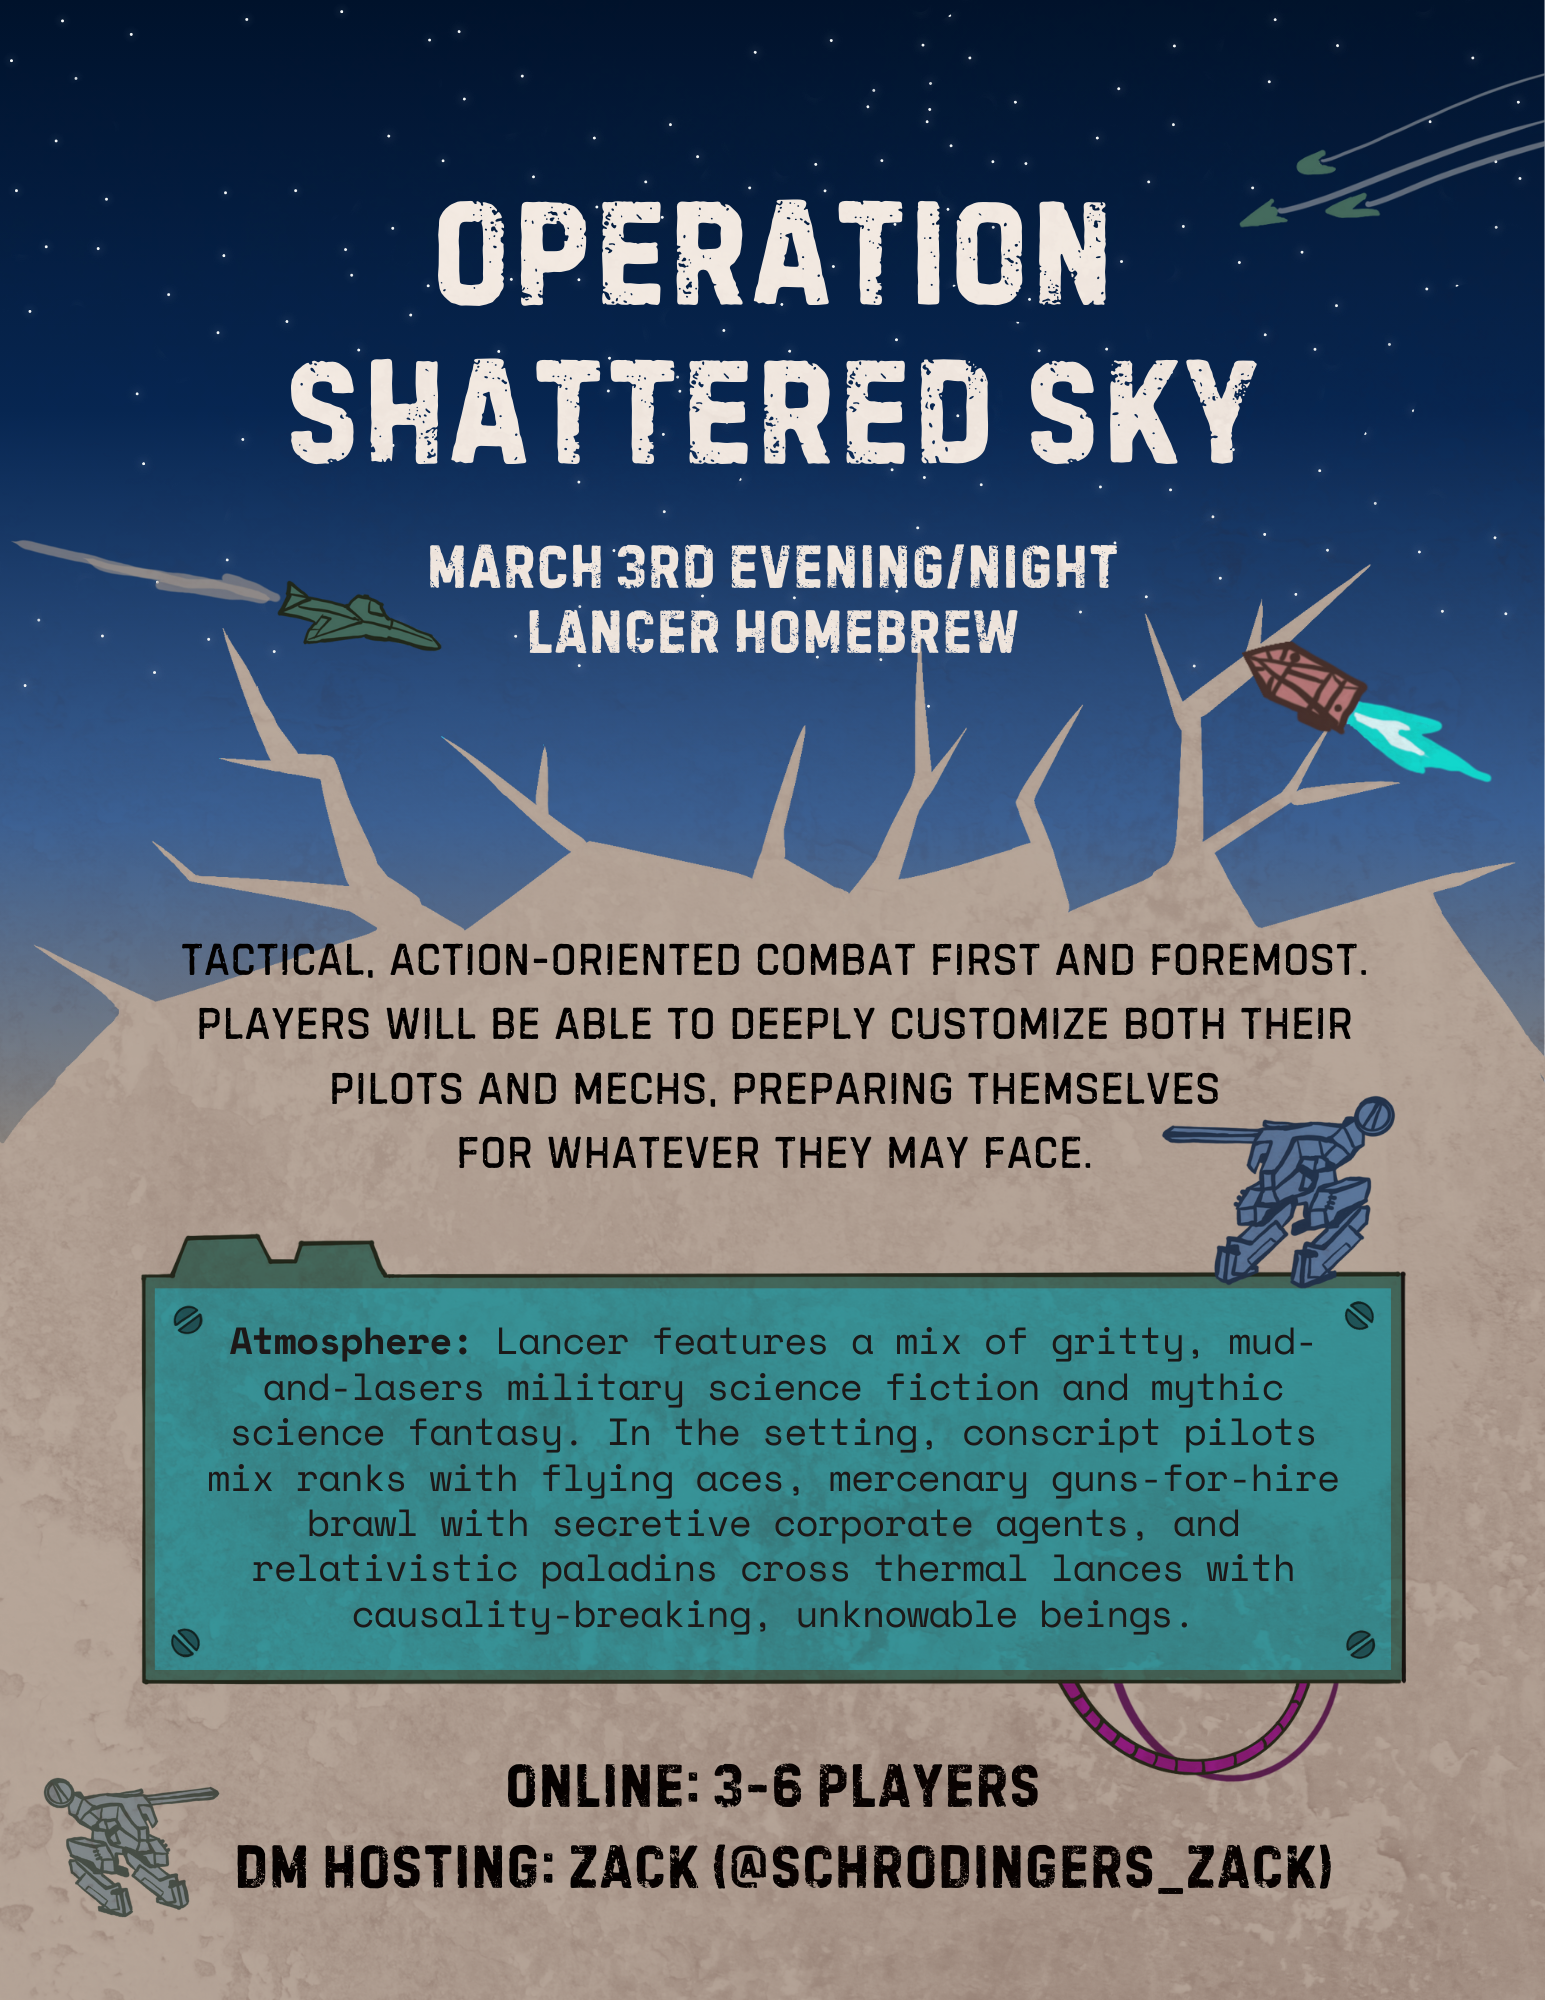 OPERATION
SHATTERED SKY
MARCH 3RD EVENING/NIGHT
LANCER HOMEBREW
TACTICAL, ACTION-ORIENTED COMBAT FIRST AND FOREMOST.
PLAYERS WILL BE ABLE TO DEEPLY CUSTOMIZE BOTH THEIR
PILOTS AND MECHS, PREPARING THEMSELVES
FOR WHATEVER THEY MAY FACE.
Atmosphere: Lancer features a mix of gritty, mud-
and-lasers military science fiction and mythic
science fantasy. In the setting, conscript pilots
mix ranks with flying aces, mercenary guns-for-hire
brawl with secretive corporate agents, and
relativistic paladins cross thermal lances with
causality-breaking, unknowable beings.
ONLINE: 3-6 PLAYERS
DM HOSTING: ZACK (@SCHRODINGERS_ZACK)